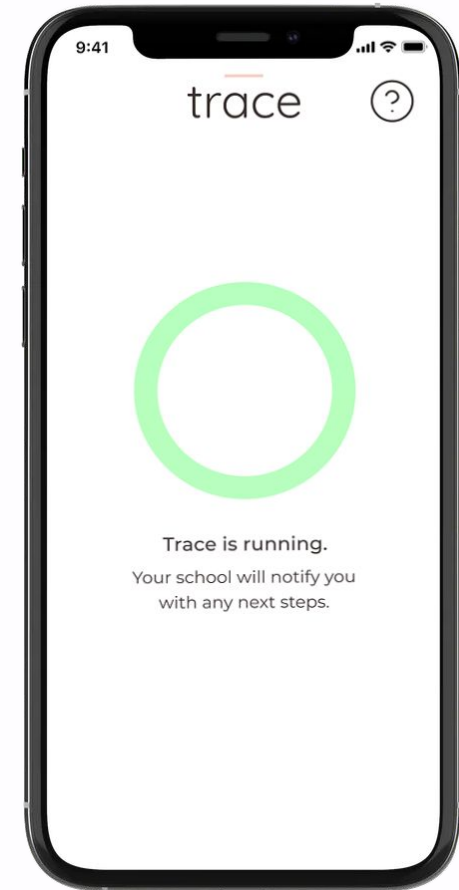 9:41
trace
?
Trace is running.
Your school will notify you
with any next steps.